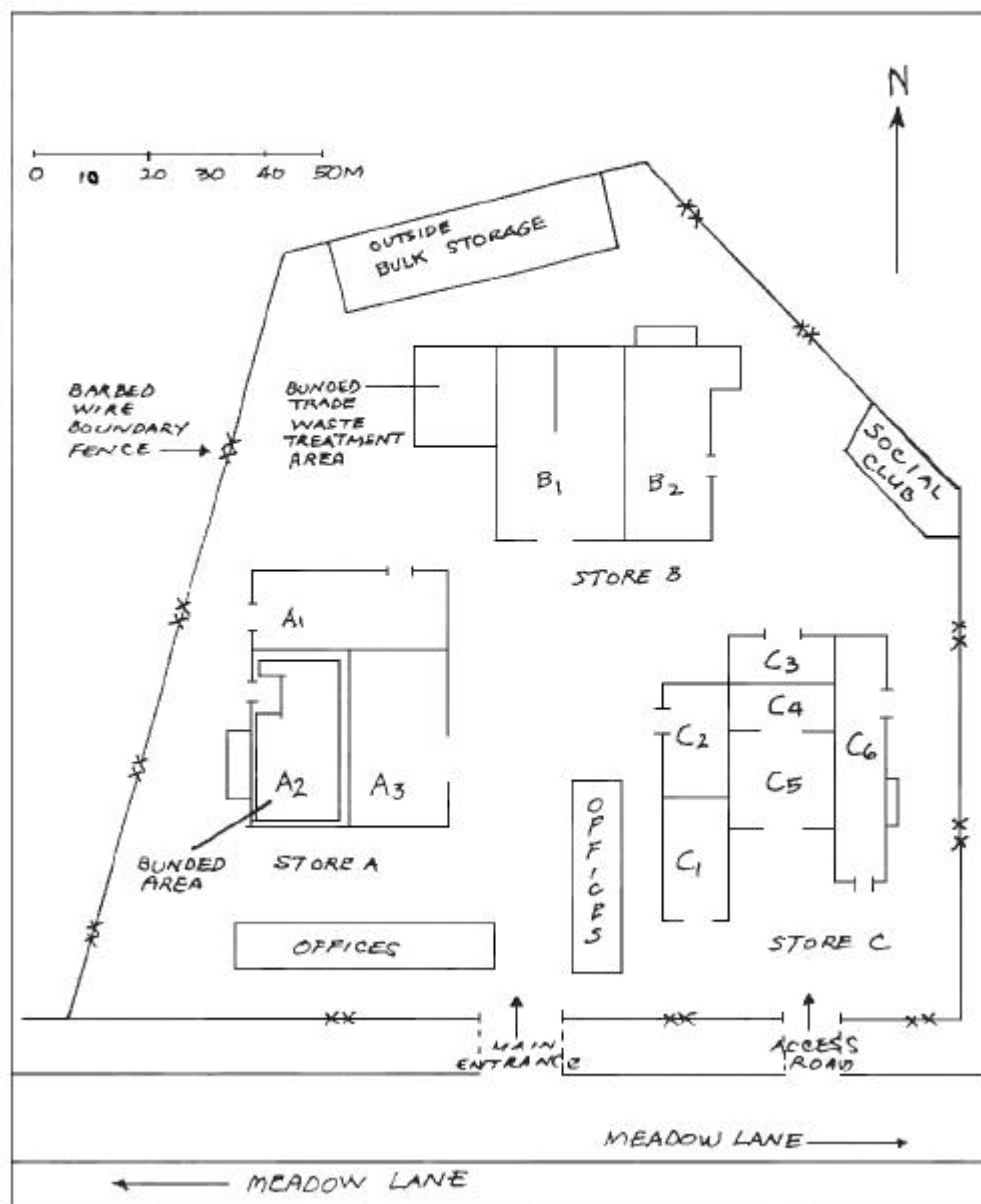 N
0 10 20 30 40 50M
OUTSIDE
BULK STORAGE
BARBED
WIRE
BOUNDARY
FENCE
BUNDED
TRADE
WASTE
TREATMENT
AREA
SOCIAL
CLUB
B1
B2
STORE B
A1
A2
A3
BUNDED
AREA
STORE A
C3
C4
C2
C5
C6
C1
OFFICES
OFFICES
STORE C
MAIN
ENTRANCE
ACCESS
ROAD
MEADOW LANE
MEADOW LANE